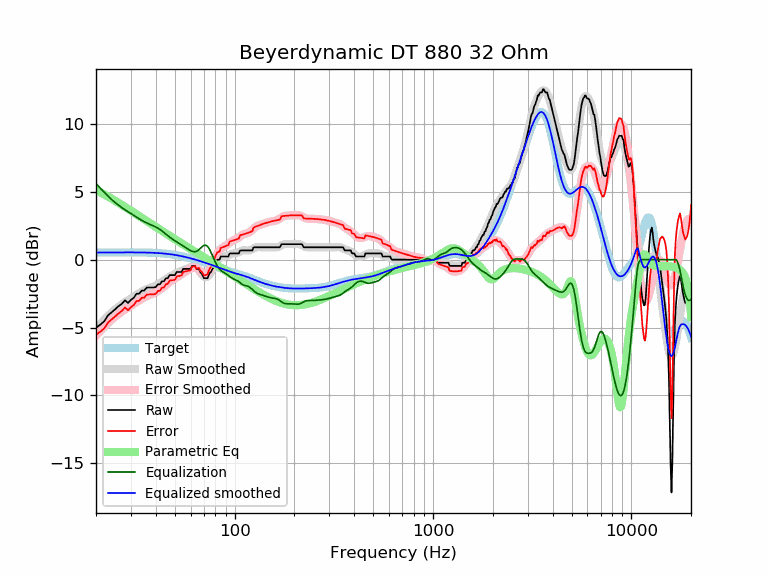 Beyerdynamic DT 880 32 Ohm
10
5
0
−5
−10
−15
Amplitude (dBr)
Target
Raw Smoothed
Error Smoothed
Raw
Error
Parametric Eq
Equalization
Equalized smoothed
100
1000
10000
Frequency (Hz)